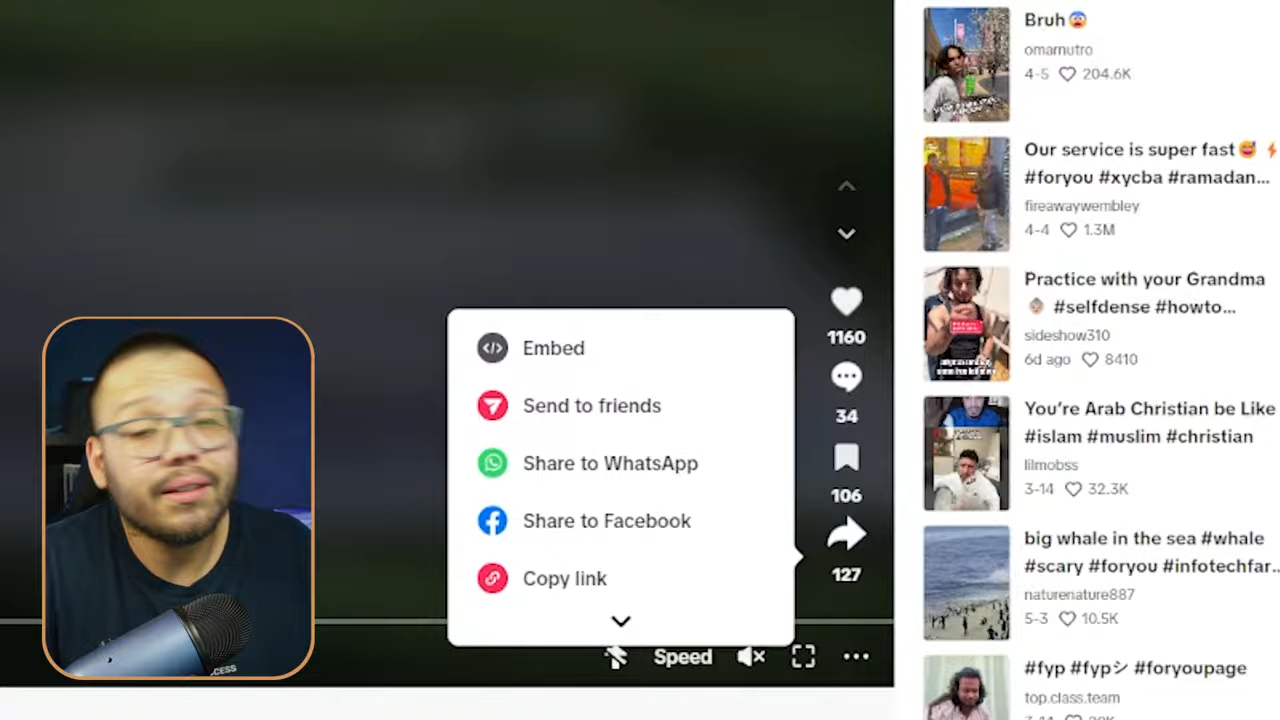 Embed
Send to friends
Share to WhatsApp
Share to Facebook
Copy link
1160
34
106
127
Speed
Bruh😨
omarnutro
4-5 204.6K
Our service is super fast😅⚡
#foryou #xycba #ramadan...
fireawaywembley
4-4 1.3M
Practice with your Grandma
👵🏼 #selfdense #howto...
sideshow310
6d ago 8410
You're Arab Christian be Like
#islam #muslim #christian
lilmobss
3-14 32.3K
big whale in the sea #whale
#scary #foryou #infotechfar...
naturenature887
5-3 10.5K
#fyp #fypシ #foryoupage
top.class.team